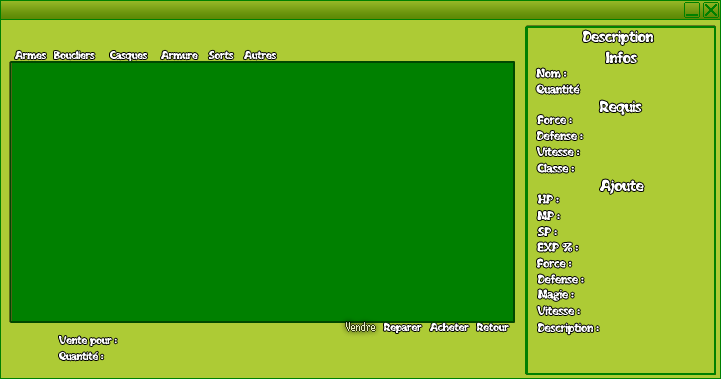 Armes Boucliers Casques Armure Sorts Autres
Vendre Reparer Acheter Retour
Vente pour :
Quantité :
Description
Infos
Nom :
Quantité
Requis
Force :
Defense :
Vitesse :
Classe :
Ajoute
HP :
MP :
SP :
EXP % :
Force :
Defense :
Magie :
Vitesse :
Description :